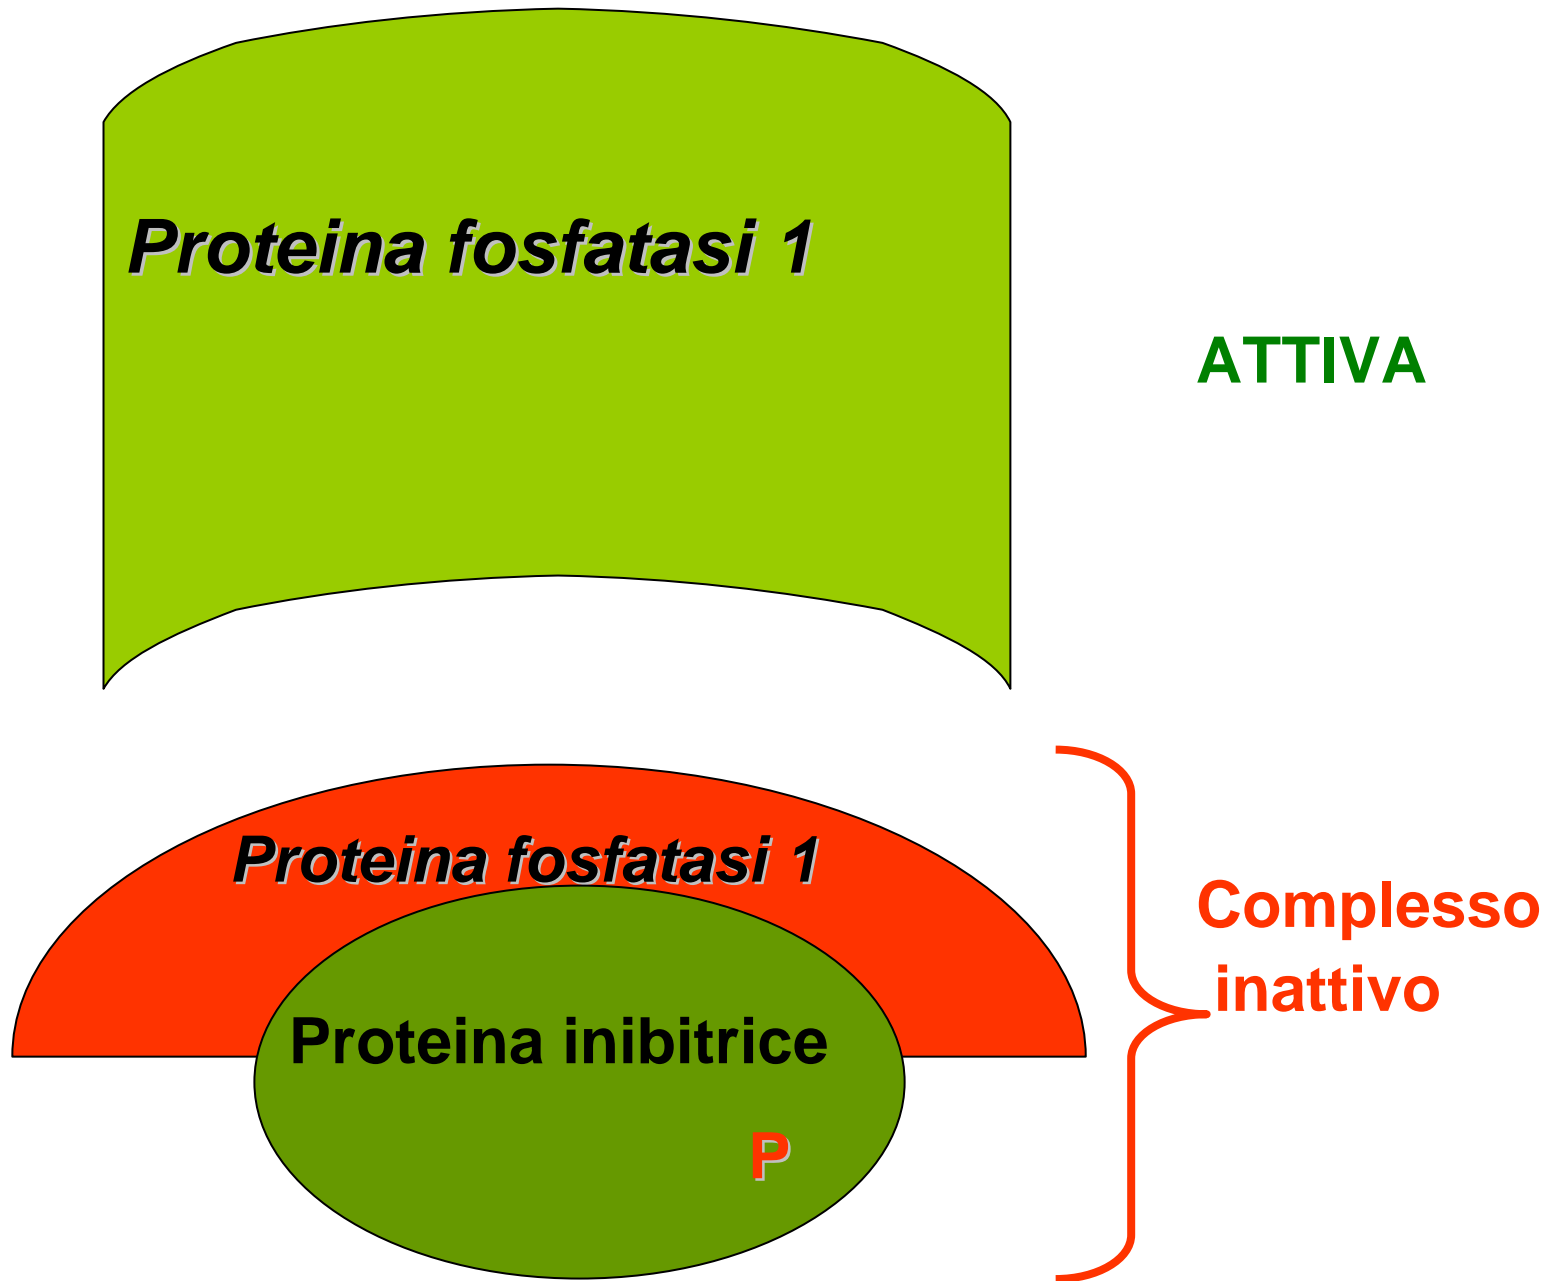 Proteina fosfatasi 1
ATTIVA
Proteina fosfatasi 1
Complesso
inattivo
Proteina inibitrice
P